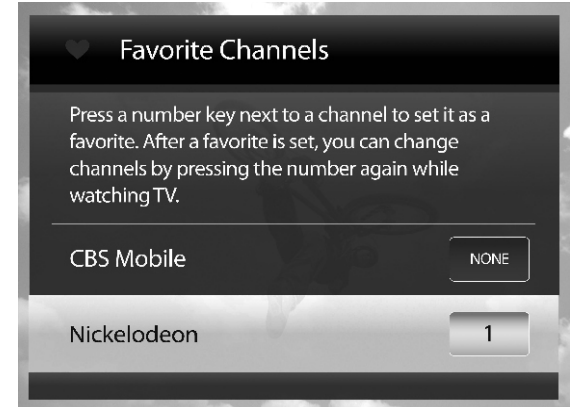 Favorite Channels
Press a number key next to a channel to set it as a
favorite. After a favorite is set, you can change
channels by pressing the number again while
watching TV.
CBS Mobile NONE
Nickelodeon 1